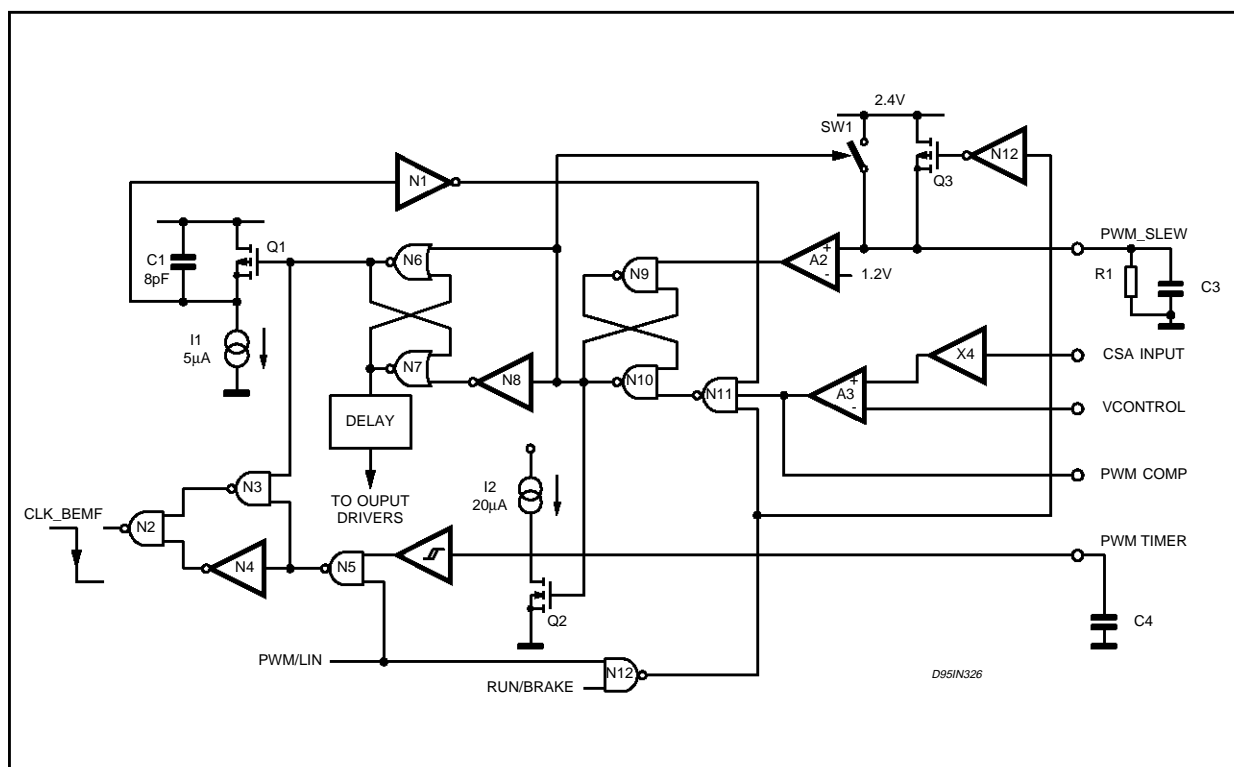 2.4V
SW1
N12
Q3
N1
Q1
C1
8pF
N6
N9
A2
+
-
1.2V
PWM_SLEW
R1
C3
I1
5µA
N7
N8
N10
N11
X4
CSA INPUT
A3
+
-
VCONTROL
DELAY
TO OUPUT
DRIVERS
I2
20µA
PWM COMP
N3
CLK_BEMF
N2
N4
N5
PWM TIMER
Q2
C4
PWM/LIN
RUN/BRAKE
N12
D95IN326